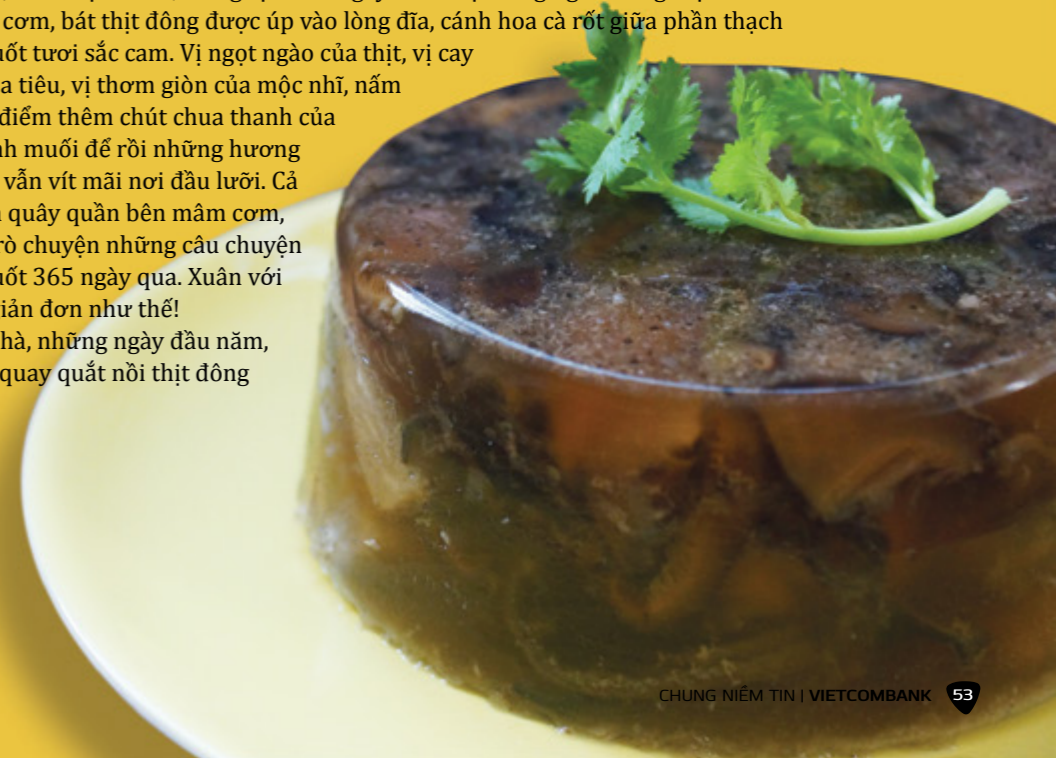 cơm, bát thịt đông được úp vào lòng đĩa, cánh hoa cà rốt giữa phần thạch
uốt tươi sắc cam. Vị ngọt ngào của thịt, vị cay
a tiêu, vị thơm giòn của mộc nhĩ, nấm
điểm thêm chút chua thanh của
nh muối để rồi những hương
vẫn vít mãi nơi đầu lưỡi. Cả
quây quần bên mâm cơm,
rò chuyện những câu chuyện
uốt 365 ngày qua. Xuân với
iản đơn như thế!
hà, những ngày đầu năm,
quay quắt nồi thịt đông
CHUNG NIỀM TIN | VIETCOMBANK 53